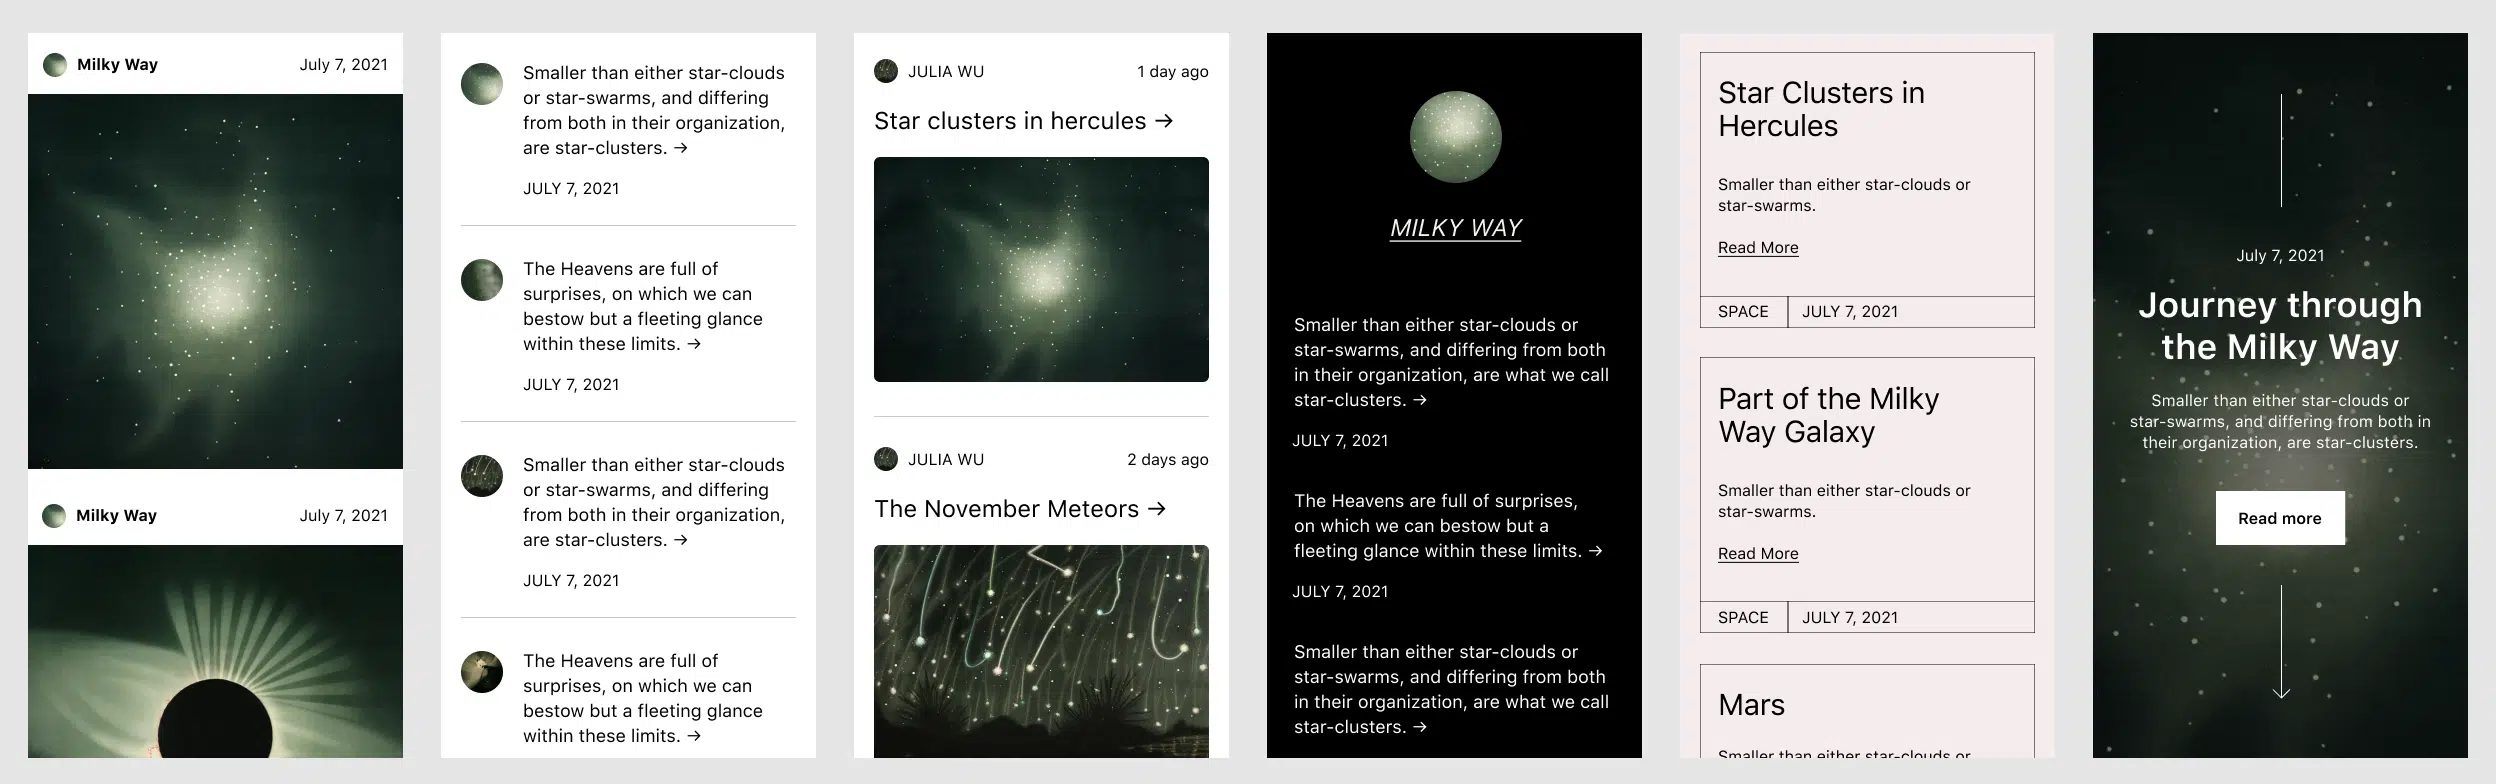 Milky Way
July 7, 2021
Milky Way
July 7, 2021
Smaller than either star-clouds
or star-swarms, and differing
from both in their organization,
are star-clusters. →
JULY 7, 2021
The Heavens are full of
surprises, on which we can
bestow but a fleeting glance
within these limits. →
JULY 7, 2021
Smaller than either star-clouds
or star-swarms, and differing
from both in their organization,
are star-clusters. →
JULY 7, 2021
The Heavens are full of
surprises, on which we can
bestow but a fleeting glance
within these limits. →
JULIA WU
1 day ago
Star clusters in hercules →
JULIA WU
2 days ago
The November Meteors →
MILKY WAY
Smaller than either star-clouds or
star-swarms, and differing from both
in their organization, are what we call
star-clusters. →
JULY 7, 2021
The Heavens are full of surprises,
on which we can bestow but a
fleeting glance within these limits. →
JULY 7, 2021
Smaller than either star-clouds or
star-swarms, and differing from both
in their organization, are what we call
star-clusters. →
Star Clusters in
Hercules
Smaller than either star-clouds or
star-swarms.
Read More
SPACE
JULY 7, 2021
Part of the Milky
Way Galaxy
Smaller than either star-clouds or
star-swarms.
Read More
SPACE
JULY 7, 2021
Mars
Smaller than either star-clouds or
July 7, 2021
Journey through
the Milky Way
Smaller than either star-clouds or
star-swarms, and differing from both in
their organization, are star-clusters.
Read more